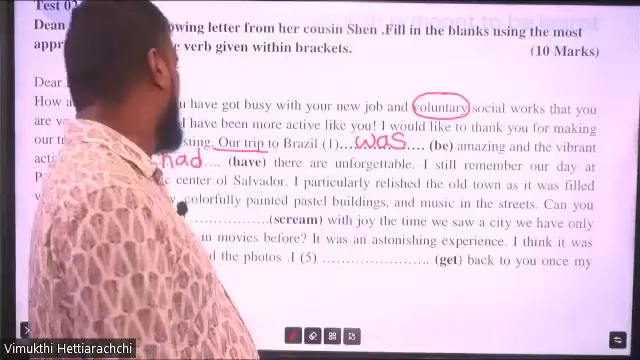 Test 02
Dean owing letter from her cousin Shen .Fill in the blanks using the most
appr e verb given within brackets. (10 Marks)
Dear
How a u have got busy with your new job and voluntary social works that you
are I have been more active like you! I would like to thank you for making
our tr sing. Our trip to Brazil (1)...was.... (be) amazing and the vibrant
acti had.... (have) there are unforgettable. I still remember our day at
P c center of Salvador. I particularly relished the old town as it was filled
w , colorfully painted pastel buildings, and music in the streets. Can you
........................(scream) with joy the time we saw a city we have only
in movies before? It was an astonishing experience. I think it was
d the photos .I (5) ........................ (get) back to you once my
Vimukthi Hettiarachchi